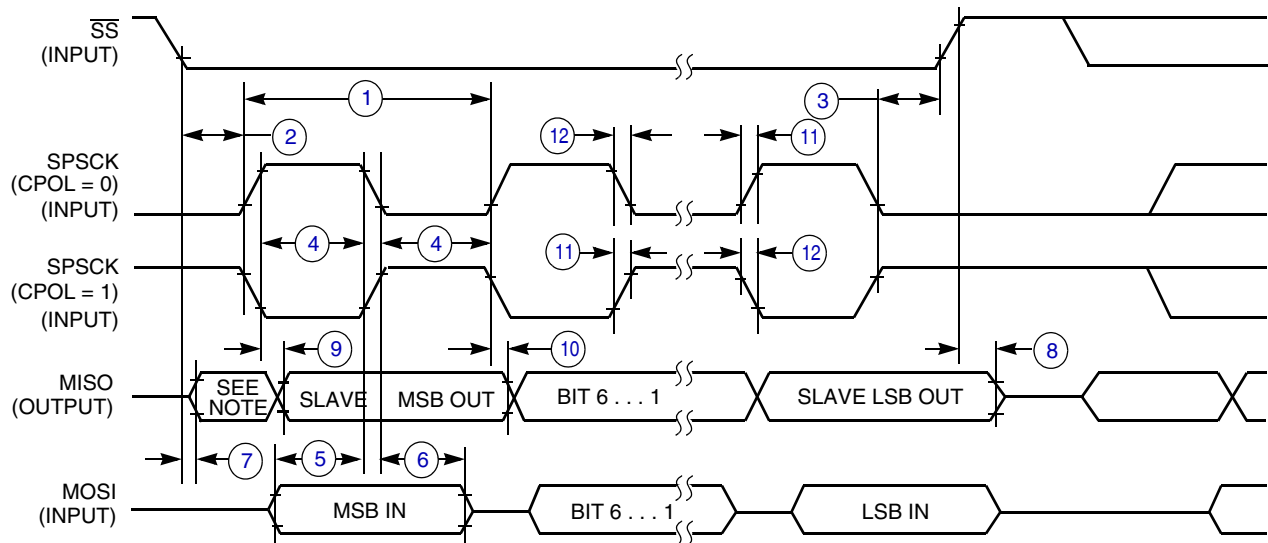 SS
(INPUT)
1
3
2
12
11
SPSCK
(CPOL = 0)
(INPUT)
4
4
11
12
SPSCK
(CPOL = 1)
(INPUT)
9
10
8
MISO
(OUTPUT)
SEE
NOTE
SLAVE
MSB OUT
BIT 6 . . . 1
SLAVE LSB OUT
7
5
6
MOSI
(INPUT)
MSB IN
BIT 6 . . . 1
LSB IN